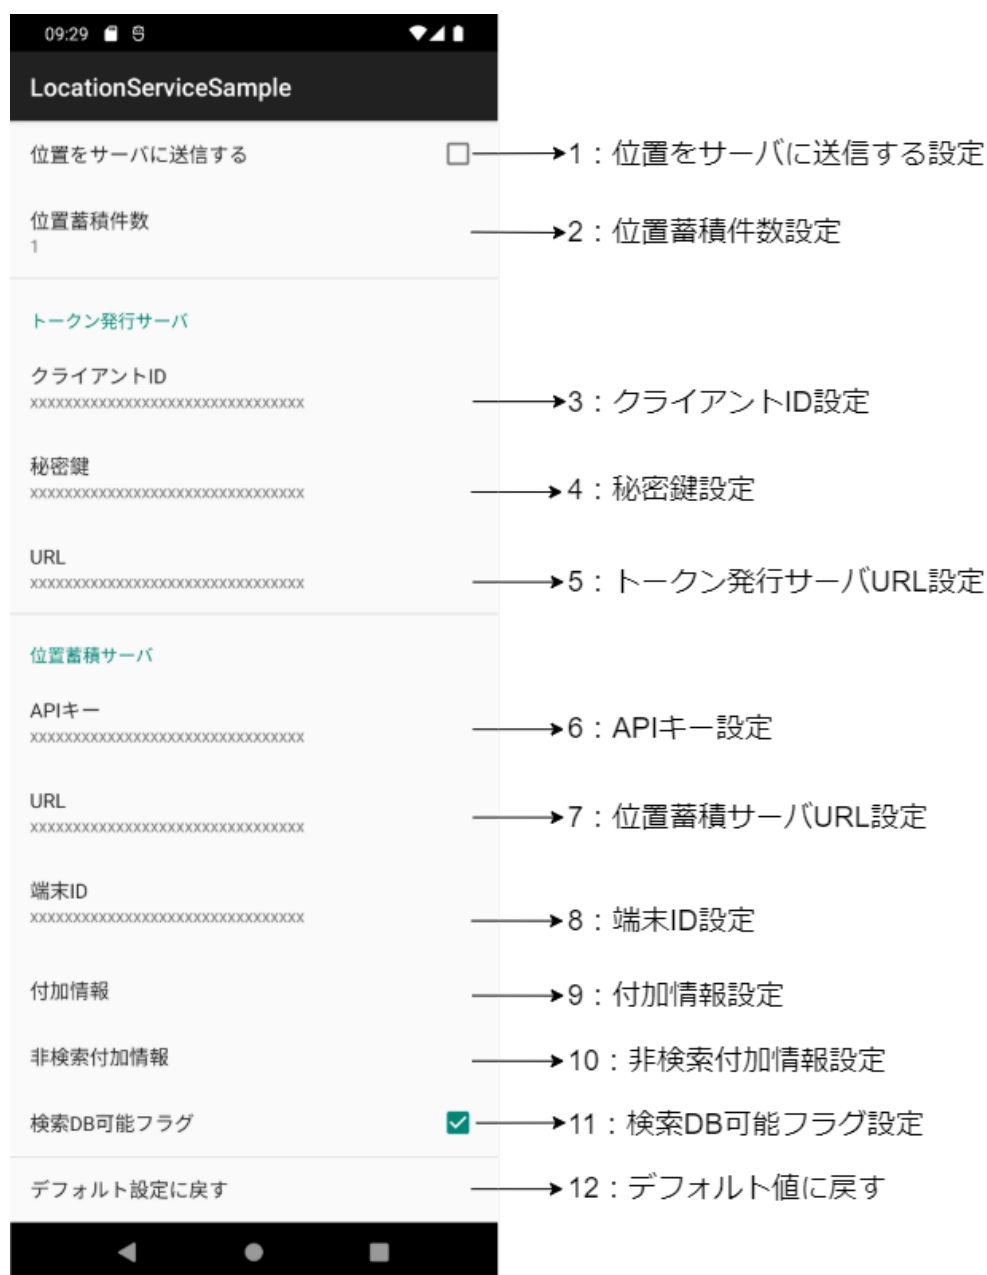 09:29
LocationServiceSample
位置をサーバに送信する
1：位置をサーバに送信する設定
位置蓄積件数
1
2：位置蓄積件数設定
トークン発行サーバ
クライアントID
xxxxxxxxxxxxxxxxxxxxxxxxxxxxxxxx
3：クライアントID設定
秘密鍵
xxxxxxxxxxxxxxxxxxxxxxxxxxxxxxxx
4：秘密鍵設定
URL
xxxxxxxxxxxxxxxxxxxxxxxxxxxxxxxx
5：トークン発行サーバURL設定
位置蓄積サーバ
APIキー
xxxxxxxxxxxxxxxxxxxxxxxxxxxxxxxx
6：APIキー設定
URL
xxxxxxxxxxxxxxxxxxxxxxxxxxxxxxxx
7：位置蓄積サーバURL設定
端末ID
xxxxxxxxxxxxxxxxxxxxxxxxxxxxxxxx
8：端末ID設定
付加情報
9：付加情報設定
非検索付加情報
10：非検索付加情報設定
検索DB可能フラグ
11：検索DB可能フラグ設定
デフォルト設定に戻す
12：デフォルト値に戻す